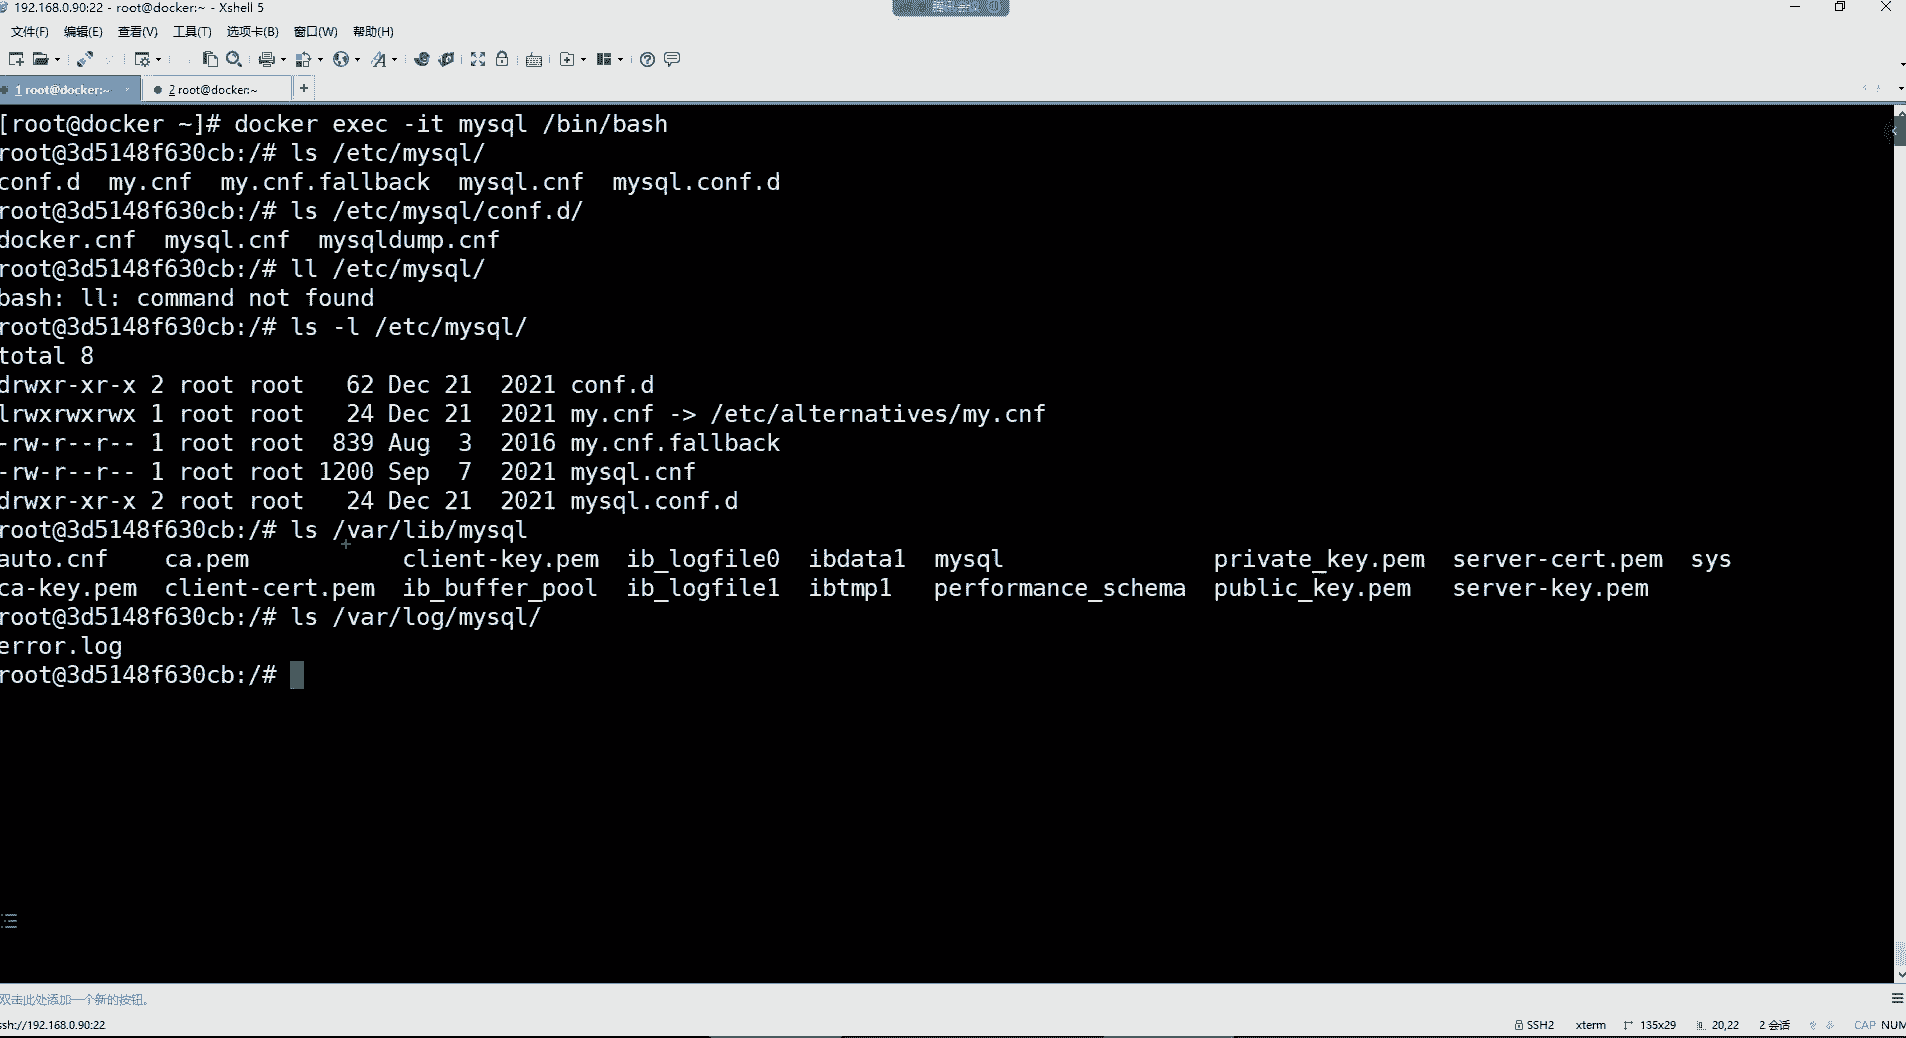 192.168.0.90:22 - root@docker:~ - Xshell 5
腾讯会议
文件(F) 编辑(E) 查看(V) 工具(T) 选项卡(B) 窗口(W) 帮助(H)
1 root@docker:~ 2 root@docker:~ +
[root@docker ~]# docker exec -it mysql /bin/bash
root@3d5148f630cb:/# ls /etc/mysql/
conf.d  my.cnf  my.cnf.fallback  mysql.cnf  mysql.conf.d
root@3d5148f630cb:/# ls /etc/mysql/conf.d/
docker.cnf  mysql.cnf  mysqldump.cnf
root@3d5148f630cb:/# ll /etc/mysql/
bash: ll: command not found
root@3d5148f630cb:/# ls -l /etc/mysql/
total 8
drwxr-xr-x 2 root root   62 Dec 21  2021 conf.d
lrwxrwxrwx 1 root root   24 Dec 21  2021 my.cnf -> /etc/alternatives/my.cnf
-rw-r--r-- 1 root root  839 Aug  3  2016 my.cnf.fallback
-rw-r--r-- 1 root root 1200 Sep  7  2021 mysql.cnf
drwxr-xr-x 2 root root   24 Dec 21  2021 mysql.conf.d
root@3d5148f630cb:/# ls /var/lib/mysql
auto.cnf    ca.pem           client-key.pem  ib_logfile0  ibdata1  mysql               private_key.pem  server-cert.pem  sys
ca-key.pem  client-cert.pem  ib_buffer_pool  ib_logfile1  ibtmp1   performance_schema  public_key.pem   server-key.pem
root@3d5148f630cb:/# ls /var/log/mysql/
error.log
root@3d5148f630cb:/#
双击此处添加一个新的按钮。
ssh://192.168.0.90:22 SSH2 xterm 135x29 20,22 2 会话 CAP NUM